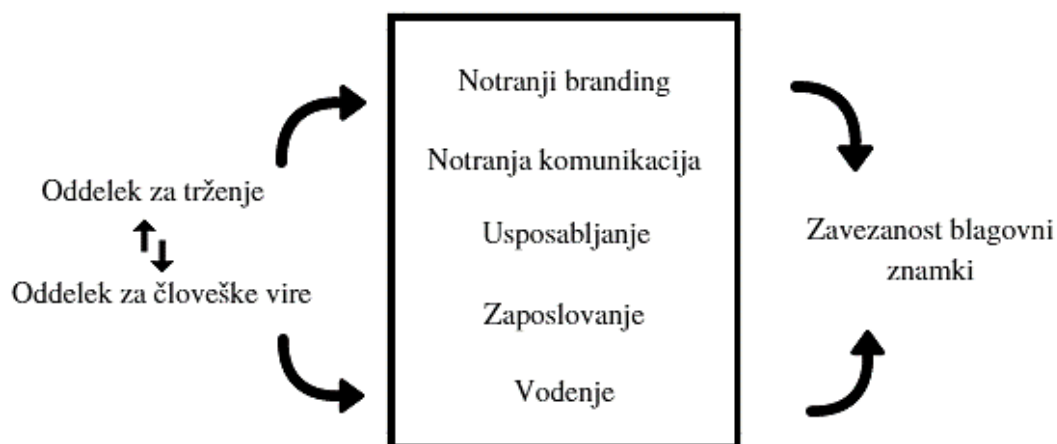 Oddelek za trženje
Oddelek za človeške vire
Notranji branding
Notranja komunikacija
Usposabljanje
Zaposlovanje
Vodenje
Zavezanost blagovni
znamki